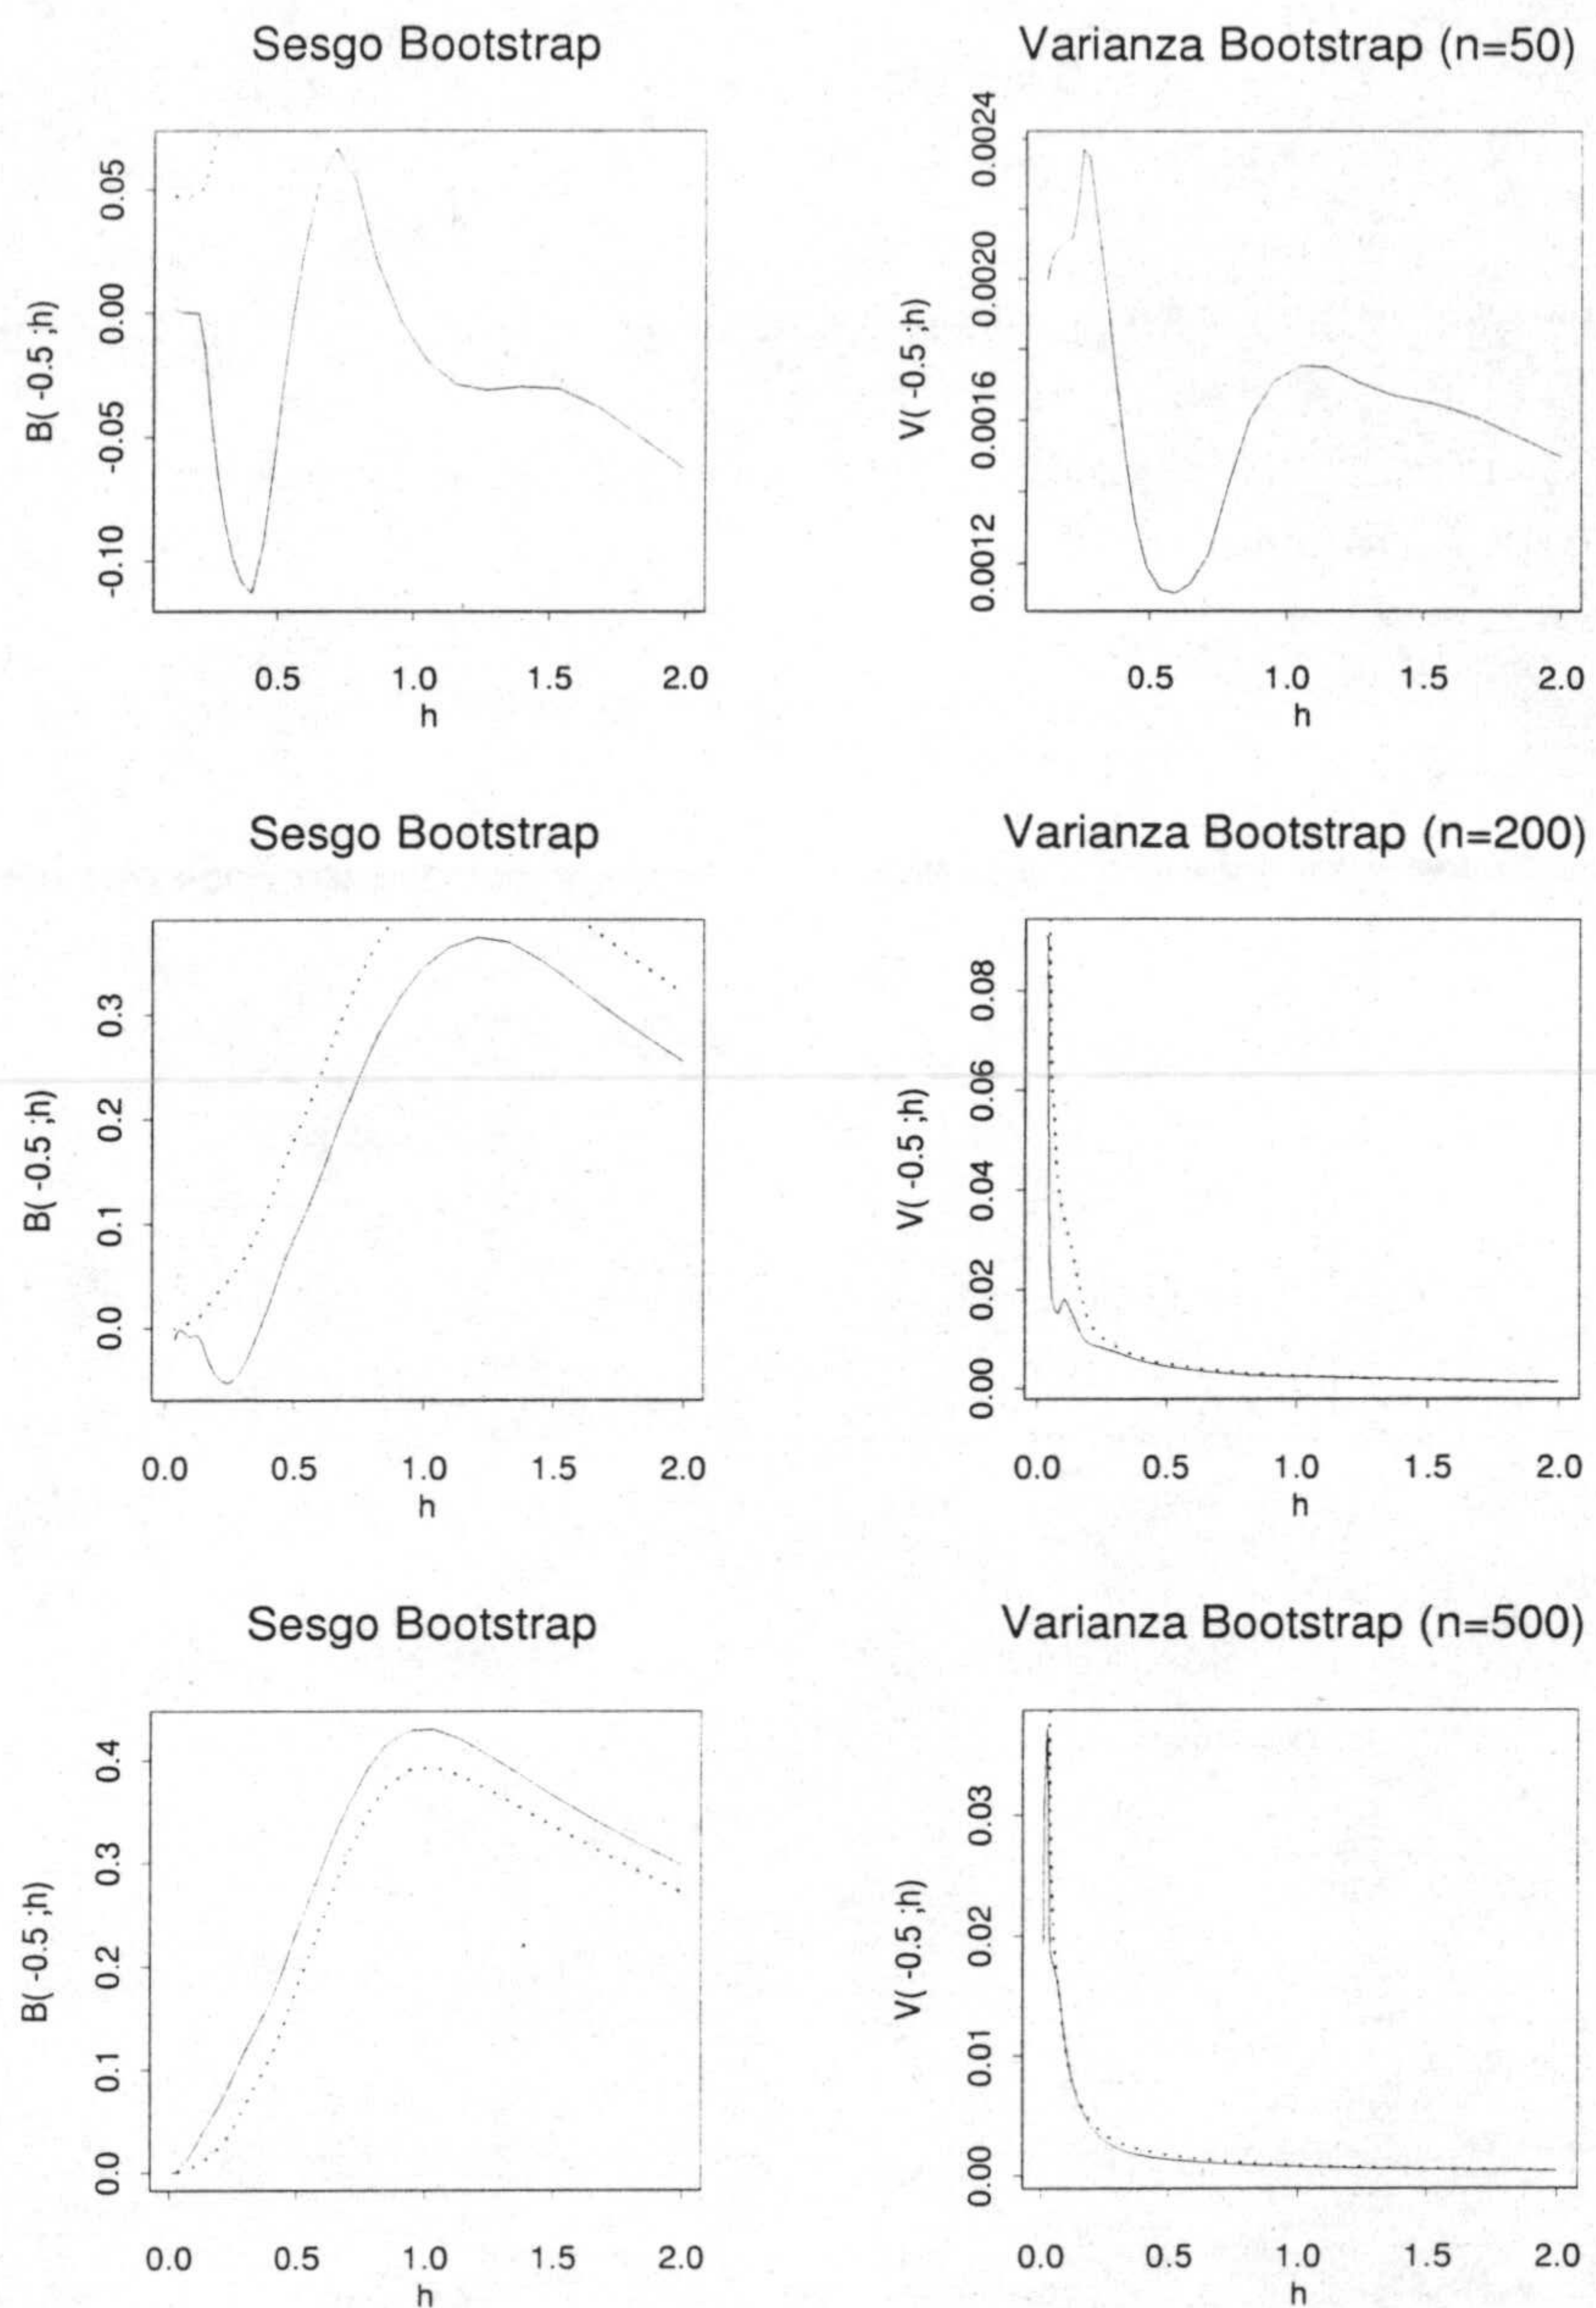 Sesgo Bootstrap
0.05
0.00
-0.05
-0.10
B( -0.5 ;h)
0.5 1.0 1.5 2.0
h
Varianza Bootstrap (n=50)
0.0024
0.0020
0.0016
0.0012
V( -0.5 ;h)
0.5 1.0 1.5 2.0
h
Sesgo Bootstrap
0.3
0.2
0.1
0.0
B( -0.5 ;h)
0.0 0.5 1.0 1.5 2.0
h
Varianza Bootstrap (n=200)
0.08
0.06
0.04
0.02
0.00
V( -0.5 ;h)
0.0 0.5 1.0 1.5 2.0
h
Sesgo Bootstrap
0.4
0.3
0.2
0.1
0.0
B( -0.5 ;h)
0.0 0.5 1.0 1.5 2.0
h
Varianza Bootstrap (n=500)
0.03
0.02
0.01
0.00
V( -0.5 ;h)
0.0 0.5 1.0 1.5 2.0
h